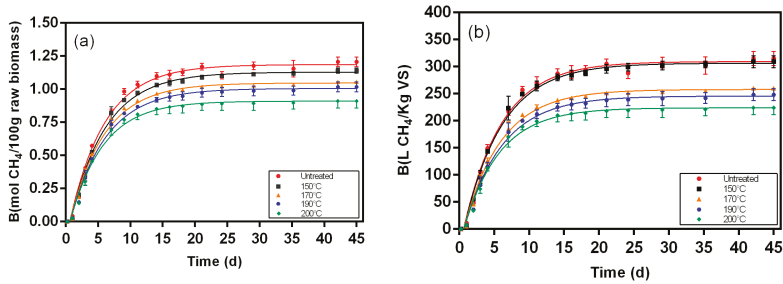 (a)
B(mol CH₄/100g raw biomass)
1.50
1.25
1.00
0.75
0.50
0.25
0.00
0 5 10 15 20 25 30 35 40 45
Time (d)
Untreated
150°C
170°C
190°C
200°C
(b)
B(L CH₄/Kg VS)
400
350
300
250
200
150
100
50
0
0 5 10 15 20 25 30 35 40 45
Time (d)
Untreated
150°C
170°C
190°C
200°C